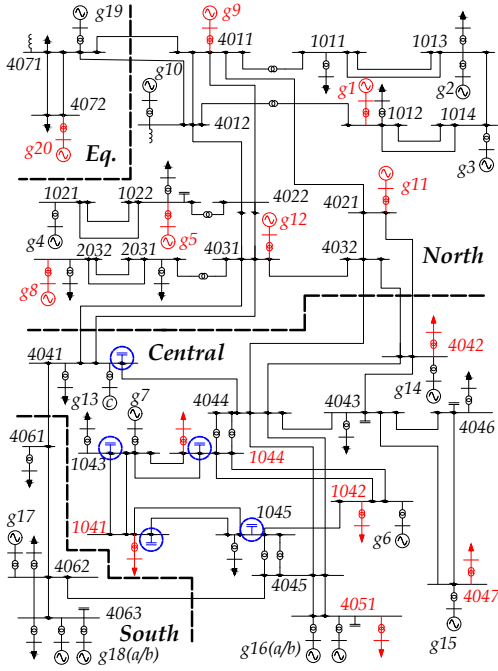 g19
g9
4071
4011
1011
1013
g10
g1
g2
4072
4012
1012
1014
g20
Eq.
g3
1021
1022
4022
g11
g4
g5
g12
4021
2032
2031
4031
4032
North
g8
Central
4041
4042
g13
C
g7
4044
4043
g14
4046
4061
1043
1044
g17
1041
1045
1042
g6
4062
4045
4063
4051
4047
South
g18(a/b)
g16(a/b)
g15